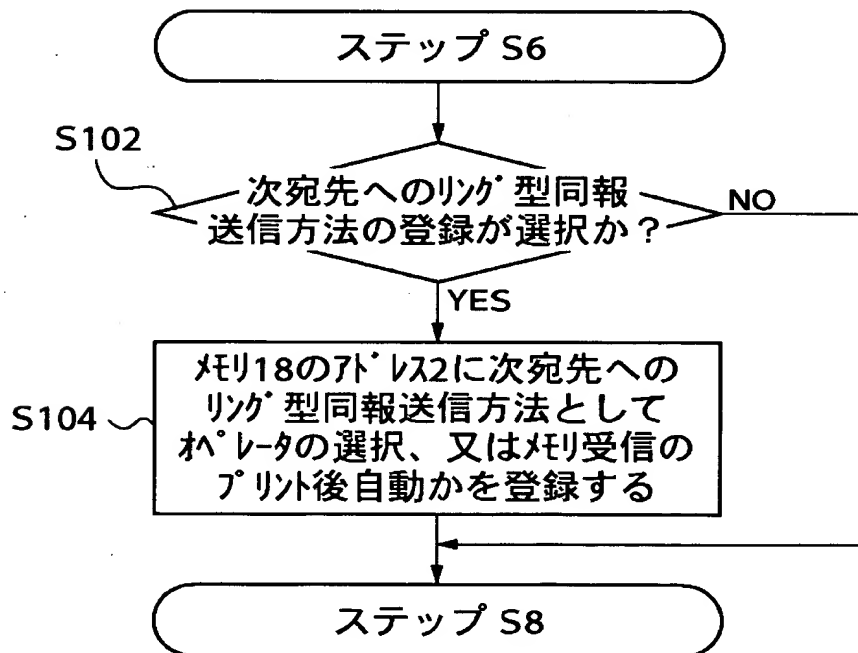 ステップ S6
S102
次宛先へのﾘﾝｸﾞ型同報
送信方法の登録が選択か？
NO
YES
S104
ﾒﾓﾘ18のｱﾄﾞﾚｽ2に次宛先への
ﾘﾝｸﾞ型同報送信方法として
ｵﾍﾟﾚｰﾀの選択、又はﾒﾓﾘ受信の
ﾌﾟﾘﾝﾄ後自動かを登録する
ステップ S8